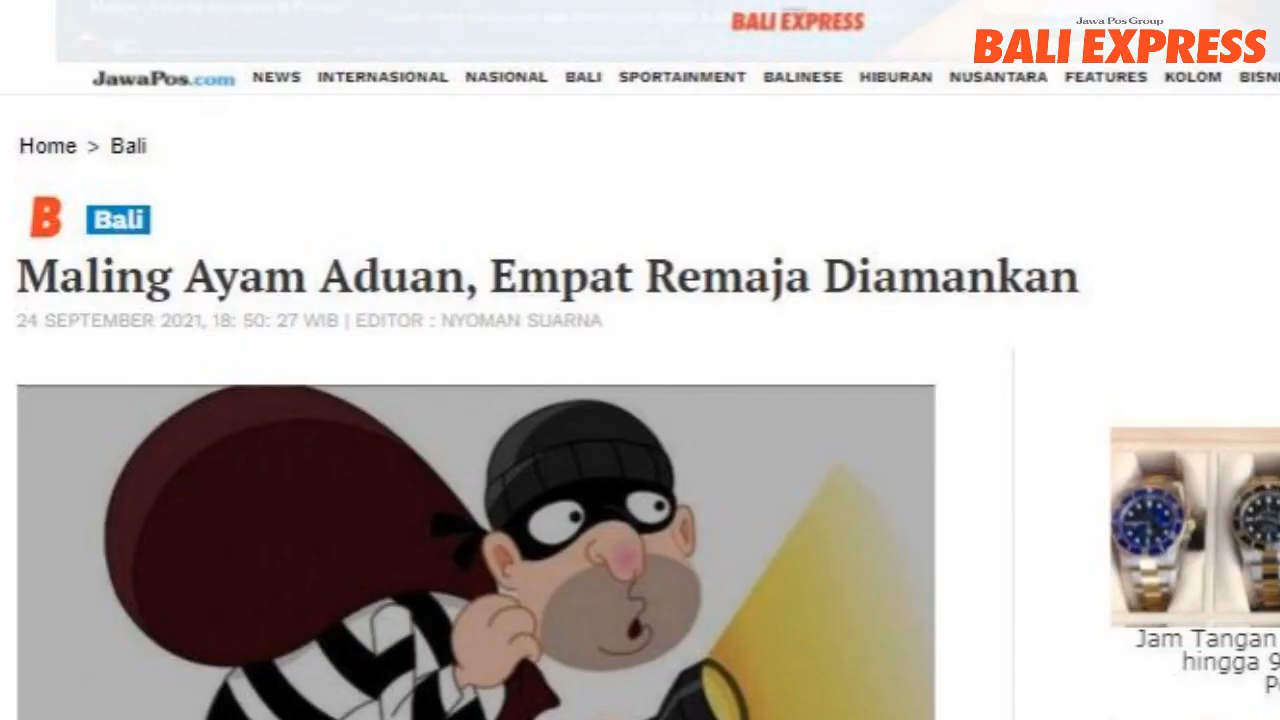 BALI EXPRESS
Jawa Pos Group
BALI EXPRESS
JawaPos.com NEWS INTERNASIONAL NASIONAL BALI SPORTAINMENT BALINESE HIBURAN NUSANTARA FEATURES KOLOM BISN
Home > Bali
B Bali
Maling Ayam Aduan, Empat Remaja Diamankan
24 SEPTEMBER 2021, 18: 50: 27 WIB | EDITOR : NYOMAN SUARNA
Jam Tangan
hingga 9
P